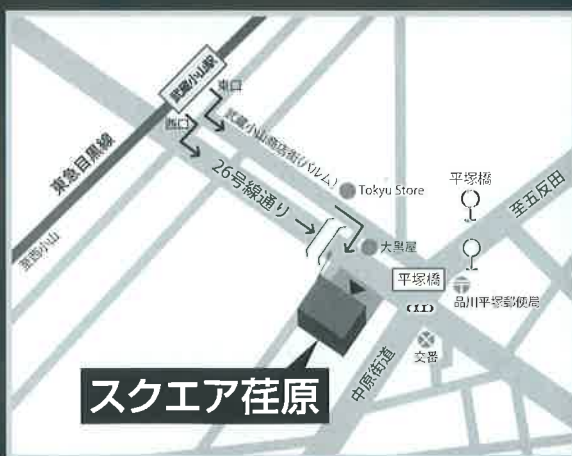 武蔵小山駅
東口
西口
東急目黒線
武蔵小山商店街(パルム)
26号線通り
至西小山
Tokyu Store
平塚橋
至五反田
大黒屋
平塚橋
品川平塚郵便局
交番
中原街道
スクエア荏原